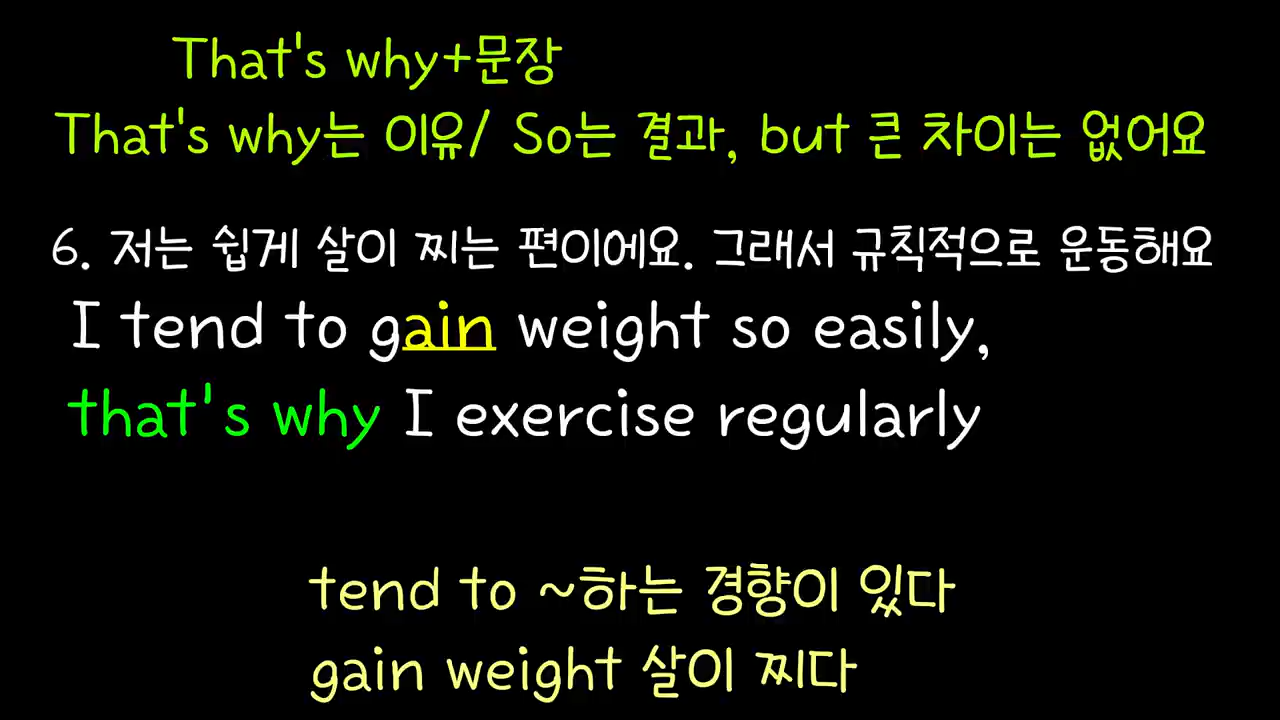 That's why+문장
That's why는 이유/ So는 결과, but 큰 차이는 없어요
6. 저는 쉽게 살이 찌는 편이에요. 그래서 규칙적으로 운동해요
I tend to gain weight so easily,
that's why I exercise regularly
tend to ~하는 경향이 있다
gain weight 살이 찌다